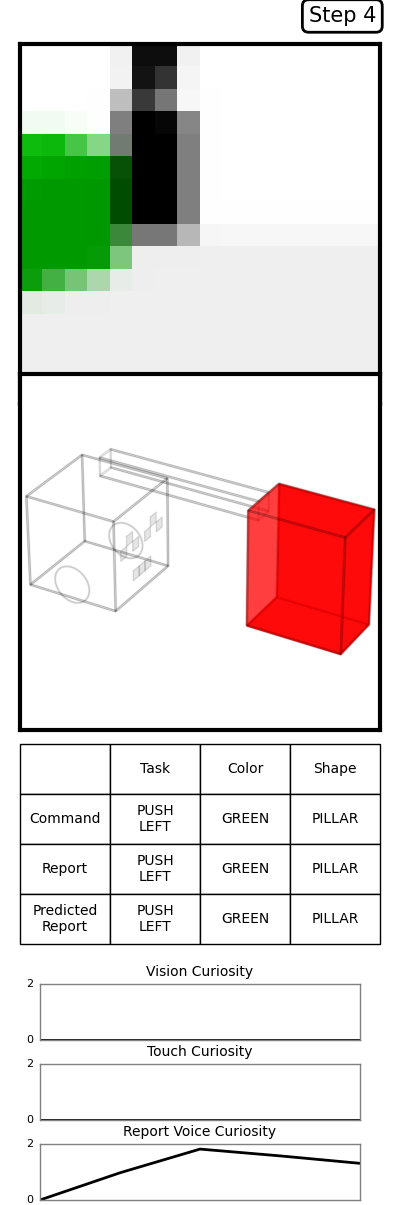 Step 4
Task Color Shape
Command PUSH LEFT GREEN PILLAR
Report PUSH LEFT GREEN PILLAR
Predicted Report PUSH LEFT GREEN PILLAR
Vision Curiosity
2
0
Touch Curiosity
2
0
Report Voice Curiosity
2
0